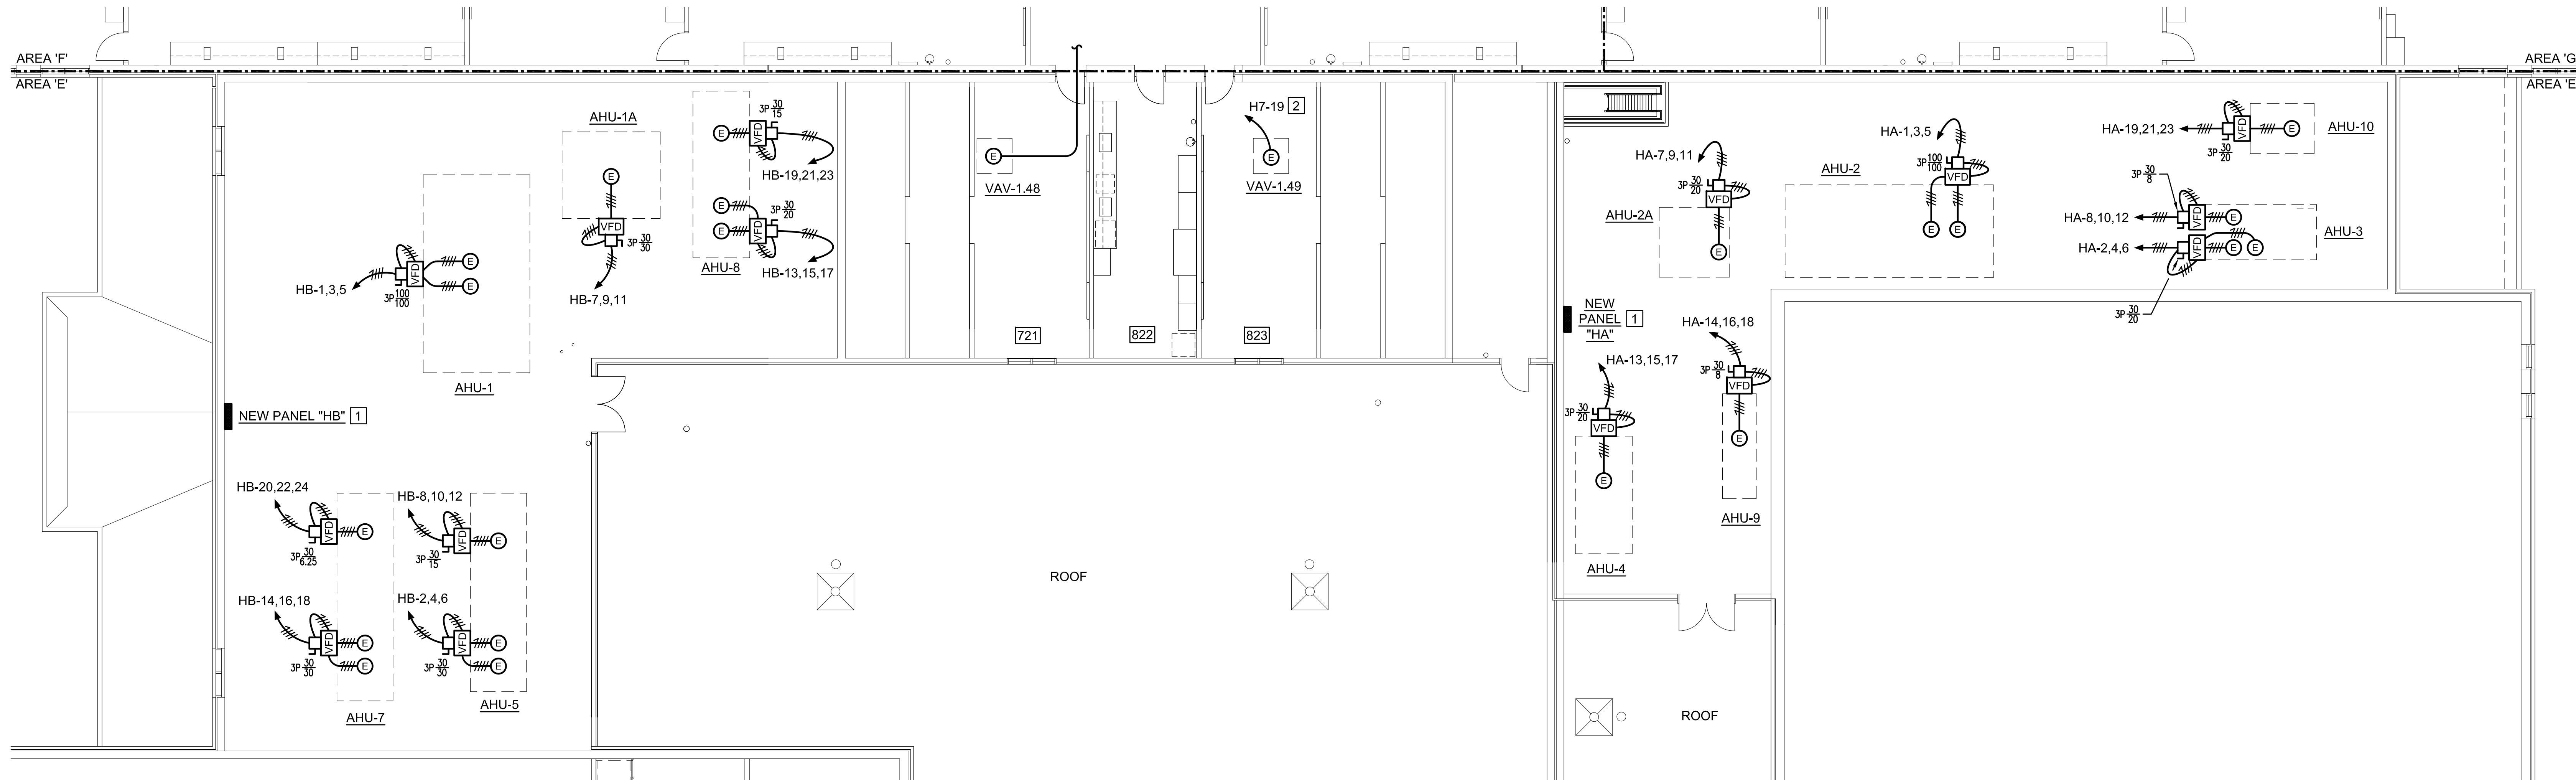 AREA 'F'
AREA 'E'
AREA 'G
AREA 'E
AHU-1A
E
VFD
3P 30
30
HB-7,9,11
3P 30
15
E
VFD
HB-19,21,23
E
E
VFD
3P 30
20
HB-13,15,17
AHU-8
HB-1,3,5
3P 100
100
VFD
E
E
AHU-1
NEW PANEL "HB" 1
HB-20,22,24
VFD
E
3P 30
6.25
HB-8,10,12
VFD
E
3P 30
15
HB-14,16,18
VFD
E
E
3P 30
30
AHU-7
HB-2,4,6
VFD
E
E
3P 30
30
AHU-5
E
VAV-1.48
H7-19 2
E
VAV-1.49
721
822
823
ROOF
HA-7,9,11
3P 30
20
VFD
AHU-2A
E
HA-1,3,5
3P 100
100
VFD
AHU-2
E
E
HA-19,21,23
VFD
E
AHU-10
3P 30
20
3P 30
8
HA-8,10,12
VFD
E
HA-2,4,6
VFD
E
E
AHU-3
3P 30
20
NEW
PANEL 1
"HA"
HA-14,16,18
3P 30
8
VFD
E
AHU-9
HA-13,15,17
3P 30
20
VFD
E
AHU-4
ROOF